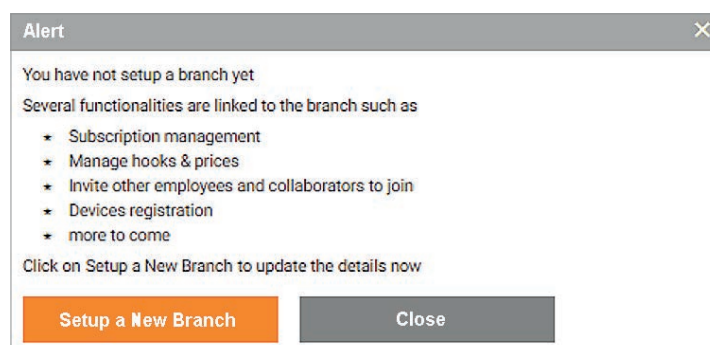 Alert
You have not setup a branch yet
Several functionalities are linked to the branch such as
★ Subscription management
★ Manage hooks & prices
★ Invite other employees and collaborators to join
★ Devices registration
★ more to come
Click on Setup a New Branch to update the details now
Setup a New Branch
Close